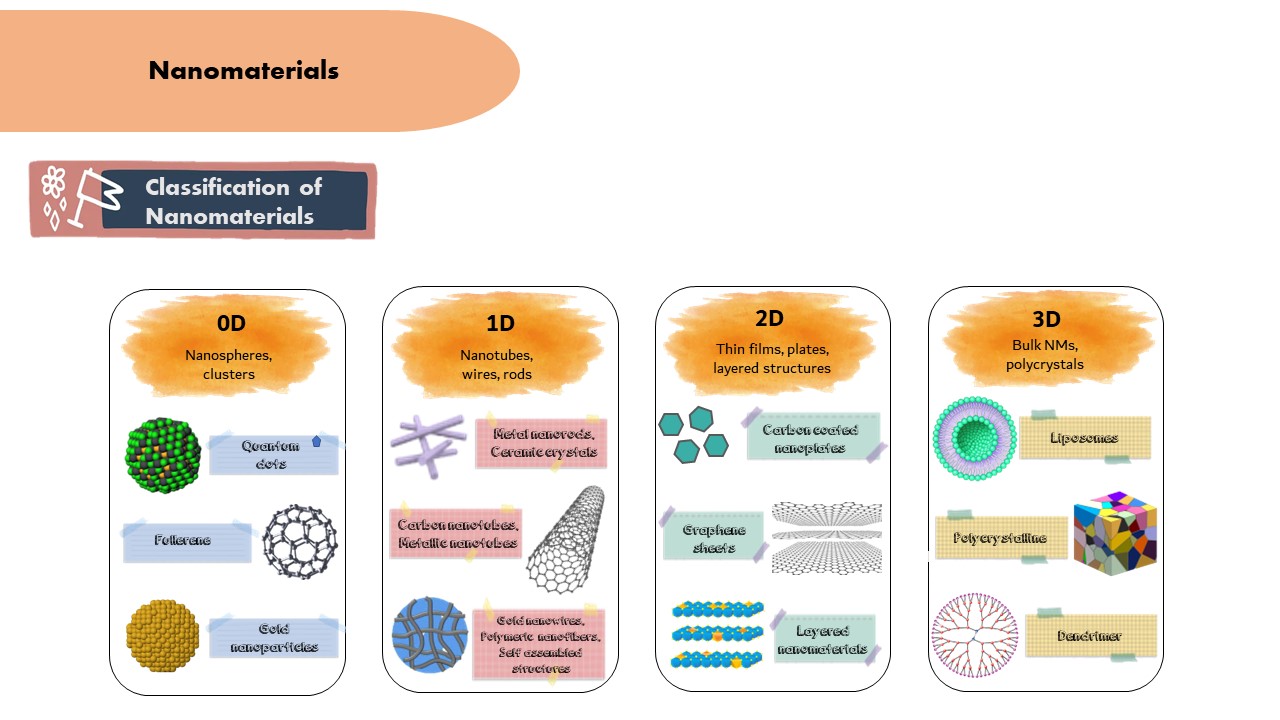 Nanomaterials
Classification of
Nanomaterials
0D
Nanospheres,
clusters
Quantum
dots
Fullerene
Gold
nanoparticles
1D
Nanotubes,
wires, rods
Metal nanorods,
Ceramic crystals
Carbon nanotubes,
Metallic nanotubes
Gold nanowires,
Polymeric nanofibers,
Self assembled
structures
2D
Thin films, plates,
layered structures
Carbon coated
nanoplates
Graphene
sheets
Layered
nanomaterials
3D
Bulk NMs,
polycrystals
Liposomes
Polycrystalline
Dendrimer